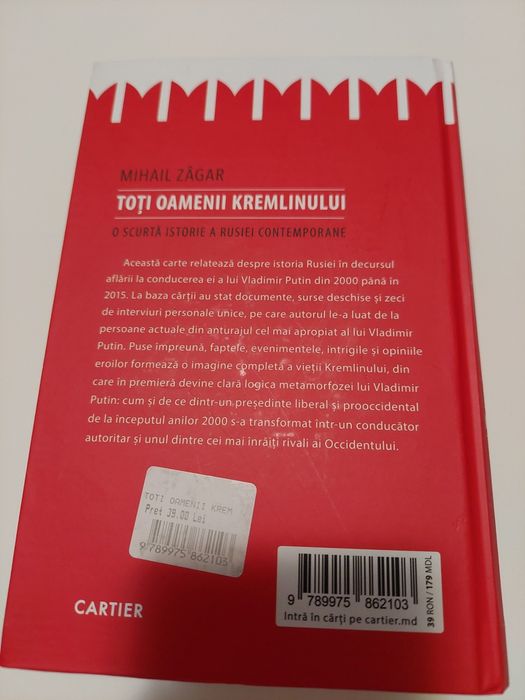 MIHAIL ZÂGAR
TOȚI OAMENII KREMLINULUI
O SCURTĂ ISTORIE A RUSIEI CONTEMPORANE
Această carte relatează despre istoria Rusiei în decursul
aflării la conducerea ei a lui Vladimir Putin din 2000 până în
2015. La baza cărții au stat documente, surse deschise și zeci
de interviuri personale unice, pe care autorul le-a luat de la
persoane actuale din anturajul cel mai apropiat al lui Vladimir
Putin. Puse împreună, faptele, evenimentele, intrigile și opiniile
eroilor formează o imagine completă a vieții Kremlinului, din
care în premieră devine clară logica metamorfozei lui Vladimir
Putin: cum și de ce dintr-un președinte liberal și prooccidental
de la începutul anilor 2000 s-a transformat într-un conducător
autoritar și unul dintre cei mai înrăiți rivali ai Occidentului.
TOTI OAMENII KREM
Pret 39.00 Lei
9 789975 862103
9 789975 862103
Intră în cărți pe cartier.md
39 RON / 179 MDL
CARTIER